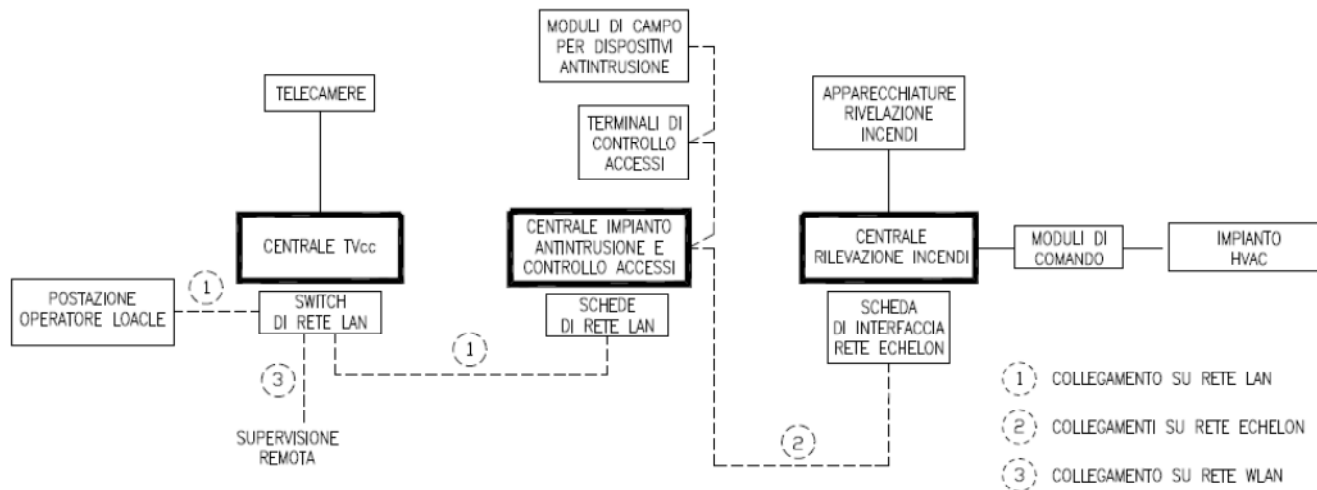 MODULI DI CAMPO
PER DISPOSITIVI
ANTINTRUSIONE
TELECAMERE
APPARECCHIATURE
RIVELAZIONE
INCENDI
TERMINALI DI
CONTROLLO
ACCESSI
CENTRALE TVcc
CENTRALE IMPIANTO
ANTINTRUSIONE E
CONTROLLO ACCESSI
CENTRALE
RILEVAZIONE INCENDI
MODULI DI
COMANDO
IMPIANTO
HVAC
POSTAZIONE
OPERATORE LOACLE
1
SWITCH
DI RETE LAN
SCHEDE
DI RETE LAN
SCHEDA
DI INTERFACCIA
RETE ECHELON
1
3
SUPERVISIONE
REMOTA
2
1 COLLEGAMENTO SU RETE LAN
2 COLLEGAMENTI SU RETE ECHELON
3 COLLEGAMENTO SU RETE WLAN